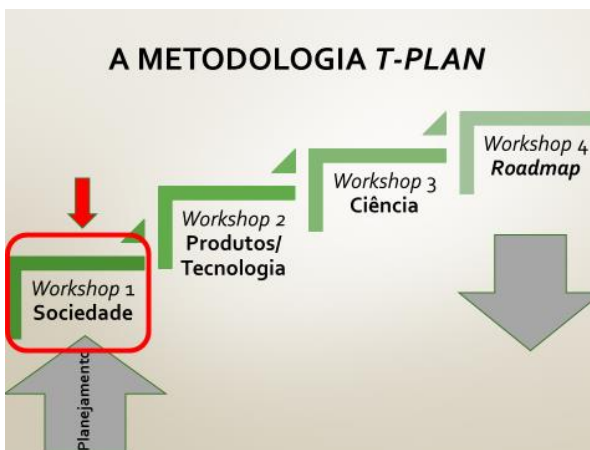 A METODOLOGIA T-PLAN
Workshop 1
Sociedade
Workshop 2
Produtos/
Tecnologia
Workshop 3
Ciência
Workshop 4
Roadmap
Planejamento